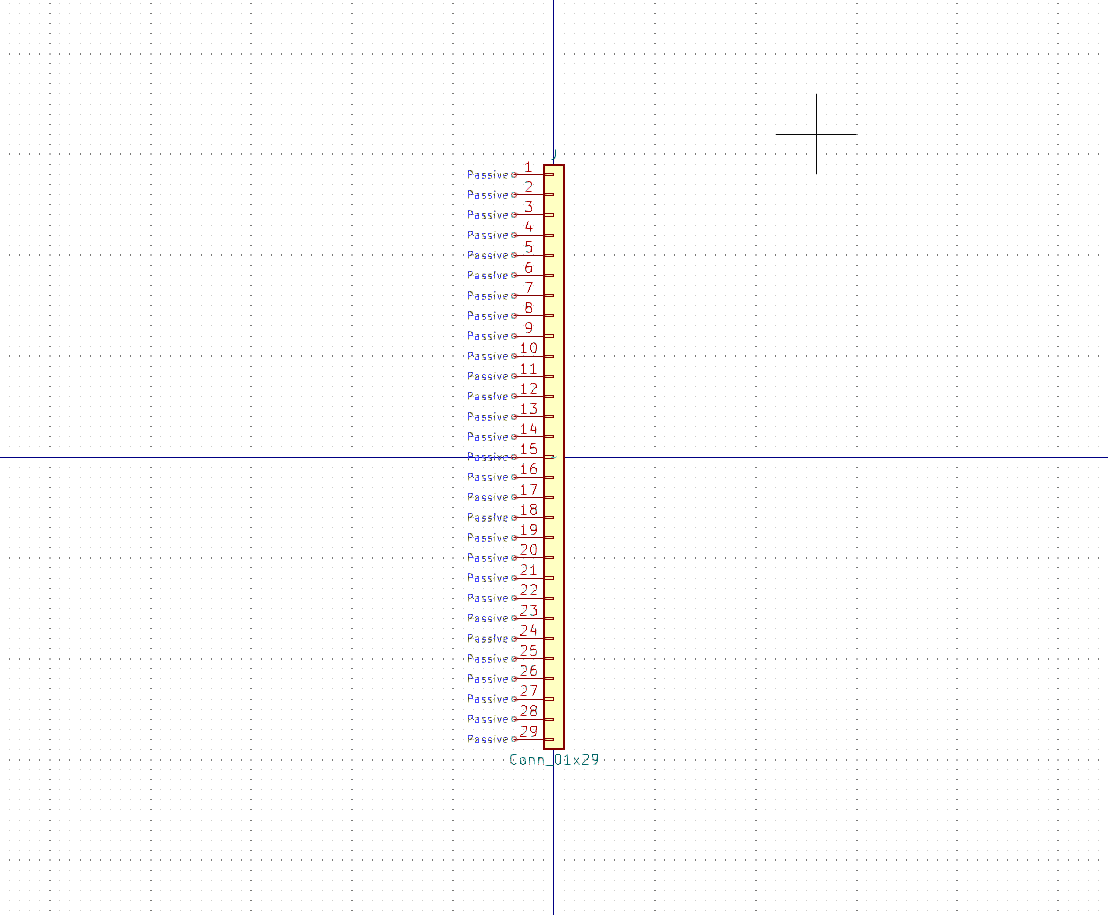 J
Passive 1
Passive 2
Passive 3
Passive 4
Passive 5
Passive 6
Passive 7
Passive 8
Passive 9
Passive 10
Passive 11
Passive 12
Passive 13
Passive 14
Passive 15
Passive 16
Passive 17
Passive 18
Passive 19
Passive 20
Passive 21
Passive 22
Passive 23
Passive 24
Passive 25
Passive 26
Passive 27
Passive 28
Passive 29
Conn_01x29